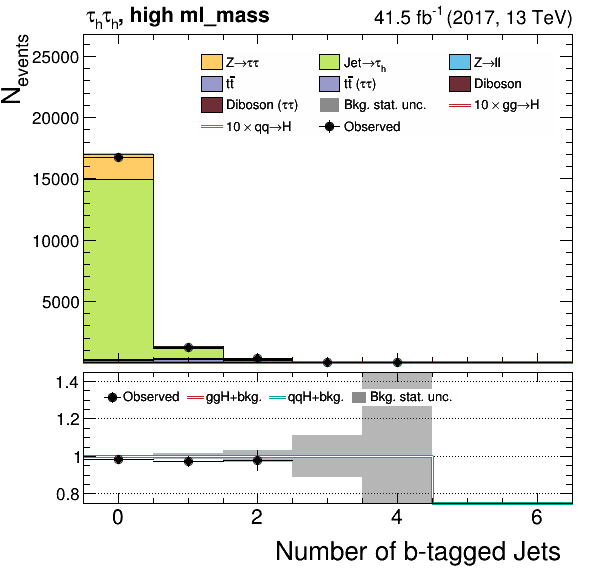 τhτh, high ml_mass 41.5 fb-1 (2017, 13 TeV)
Nevents
25000
20000
15000
10000
5000
Z→ττ Jet→τh Z→ll
tt̄ tt̄ (ττ) Diboson
Diboson (ττ) Bkg. stat. unc. 10 × gg→H
10 × qq→H Observed
1.4
1.2
1
0.8
Observed ggH+bkg. qqH+bkg. Bkg. stat. unc.
0 2 4 6
Number of b-tagged Jets